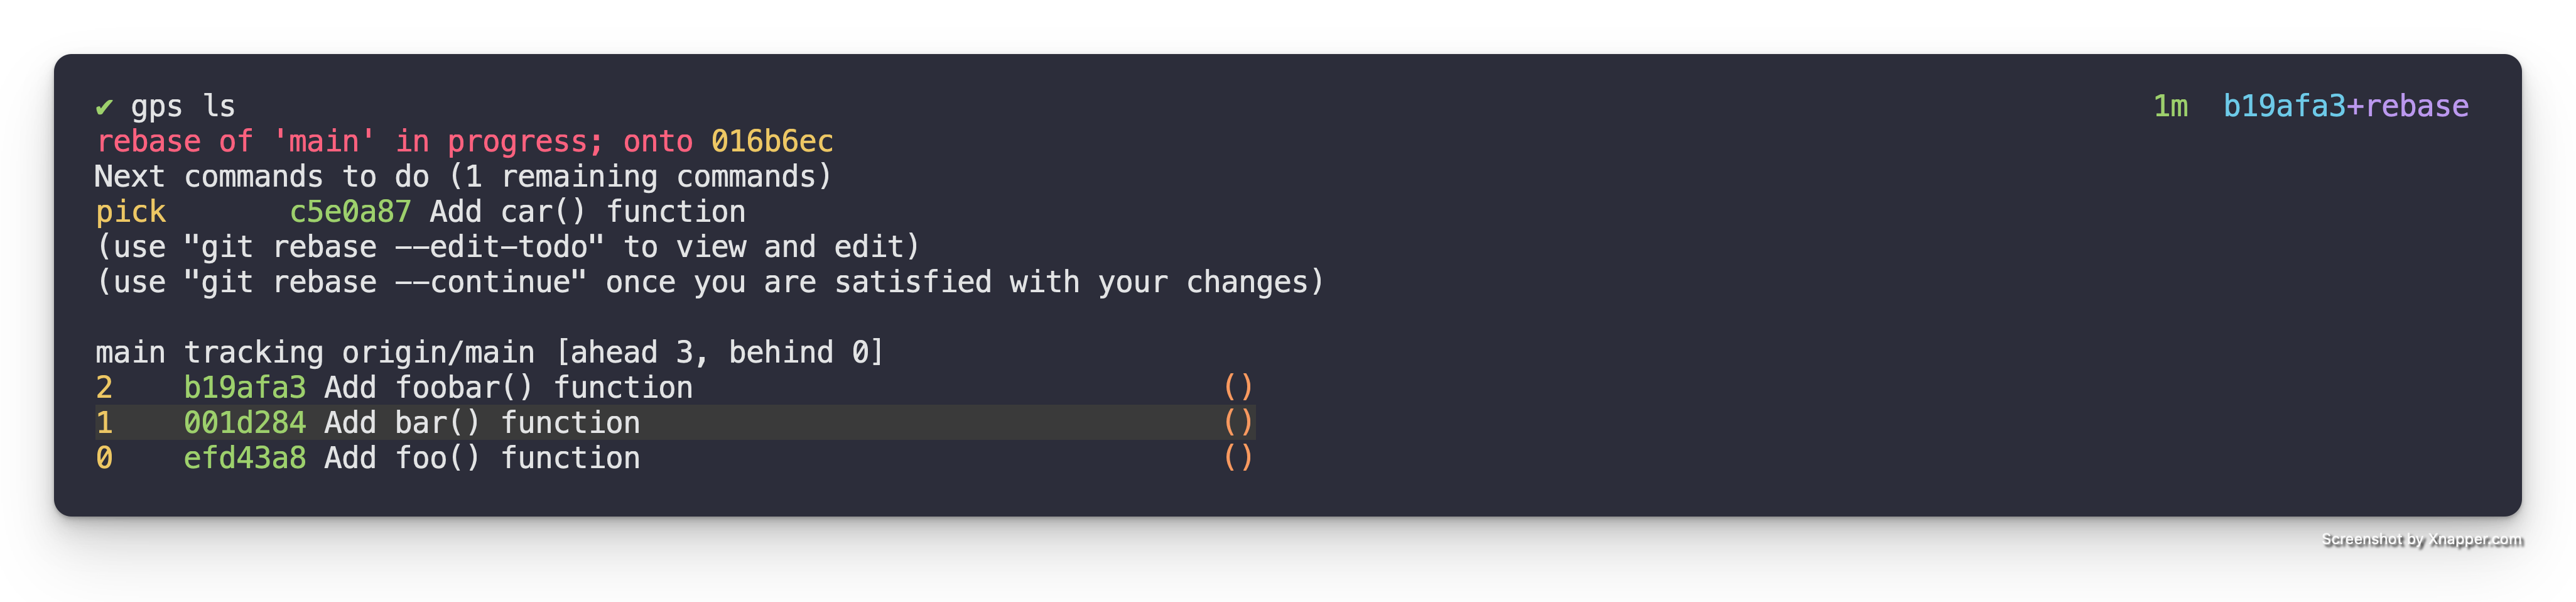 ✔ gps ls 1m b19afa3+rebase
rebase of 'main' in progress; onto 016b6ec
Next commands to do (1 remaining commands)
pick c5e0a87 Add car() function
(use "git rebase --edit-todo" to view and edit)
(use "git rebase --continue" once you are satisfied with your changes)
main tracking origin/main [ahead 3, behind 0]
2 b19afa3 Add foobar() function ()
1 001d284 Add bar() function ()
0 efd43a8 Add foo() function ()
Screenshot by Xnapper.com